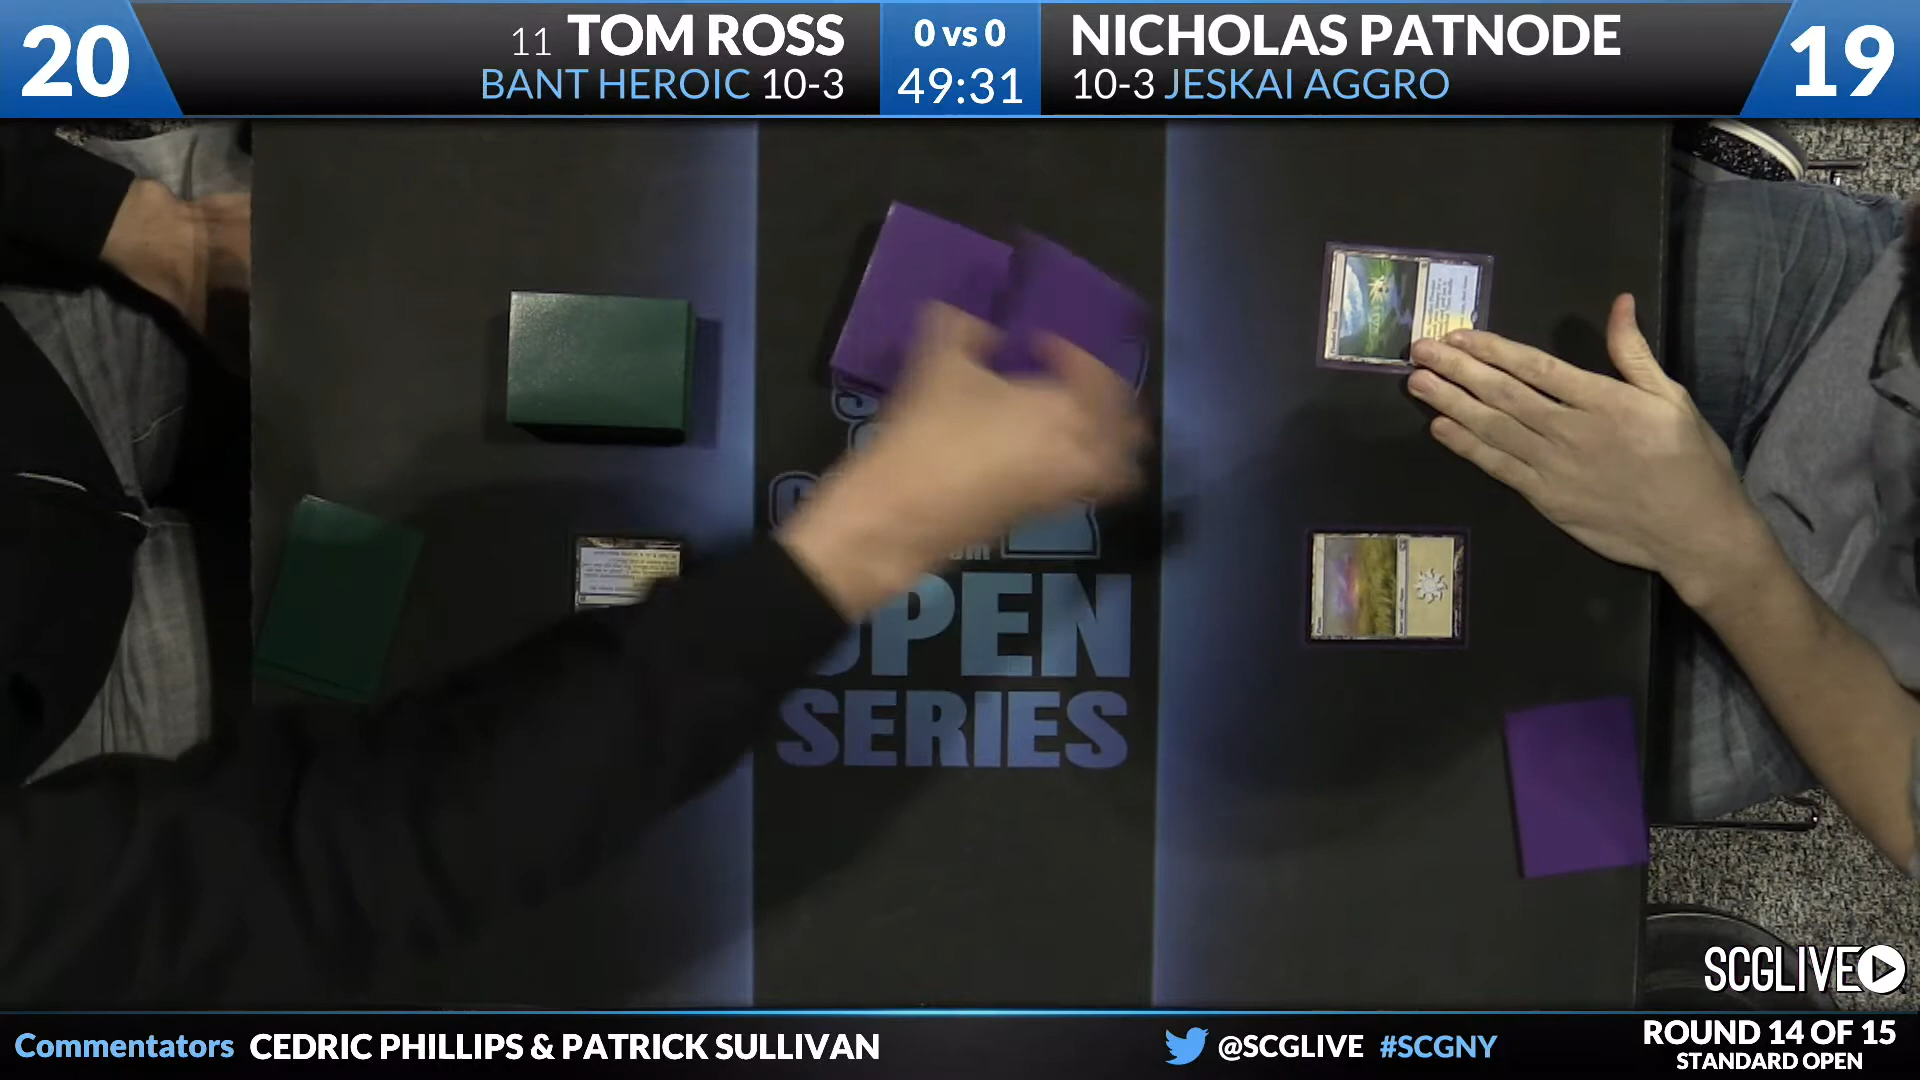 20
11 TOM ROSS
BANT HEROIC 10-3
0 vs 0
49:31
NICHOLAS PATNODE
10-3 JESKAI AGGRO
19
OPEN
SERIES
SCGLIVE
Commentators CEDRIC PHILLIPS & PATRICK SULLIVAN
@SCGLIVE #SCGNY
ROUND 14 OF 15
STANDARD OPEN